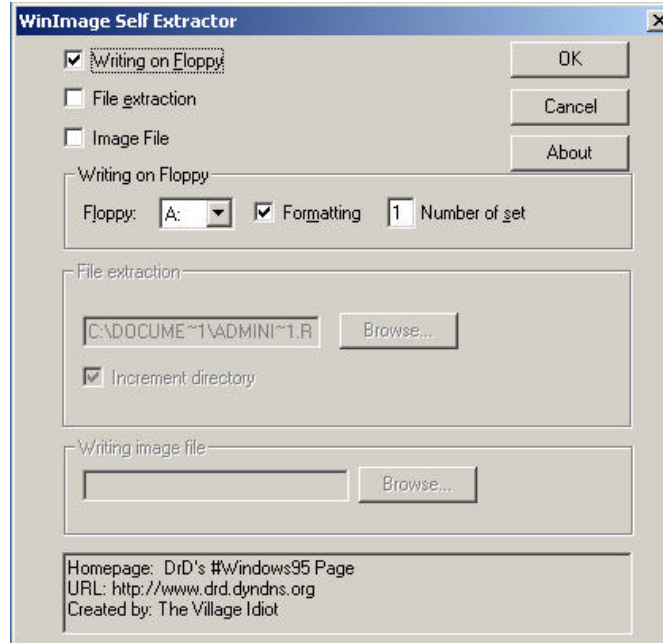 WinImage Self Extractor
Writing on Floppy
OK
File extraction
Cancel
Image File
About
Writing on Floppy
Floppy: A: Formatting 1 Number of set
File extraction
C:\DOCUME~1\ADMINI~1.R Browse...
Increment directory
Writing image file
Browse...
Homepage: DrD's #Windows95 Page
URL: http://www.drd.dyndns.org
Created by: The Village Idiot